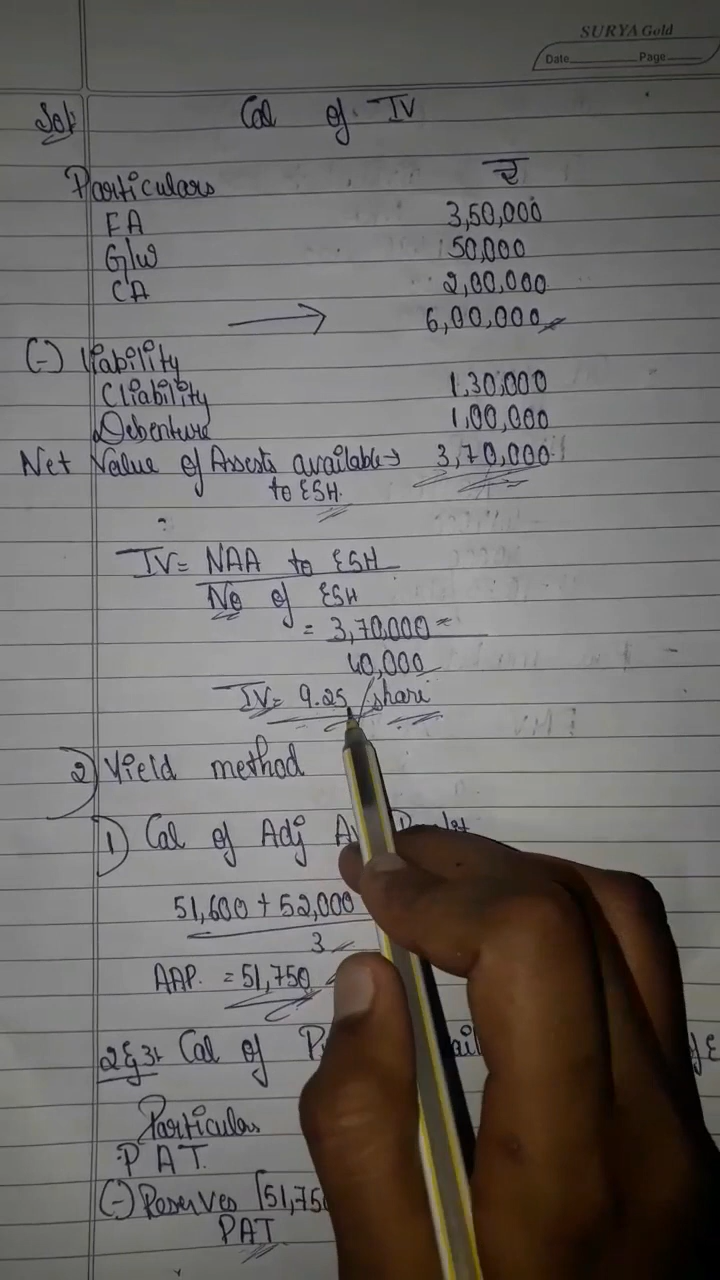 SURYA Gold
Date Page
Sol: Cal of IV
Particulars ₹
FA 3,50,000
G/w 50,000
CA 2,00,000
→ 6,00,000
(-) liability
Cliability 1,30,000
Debenture 1,00,000
Net Value of Assests available→ 3,70,000
to ESH.
IV = NAA to ESH
No of ESH
= 3,70,000 =
40,000
IV = 9.25 /share
2) Yield method
1) Cal of Adj
51,600 + 52,000
3
AAP. = 51,750
2&3+ Cal of
Particulars
PAT.
(-) Reserves [51,75
PAT